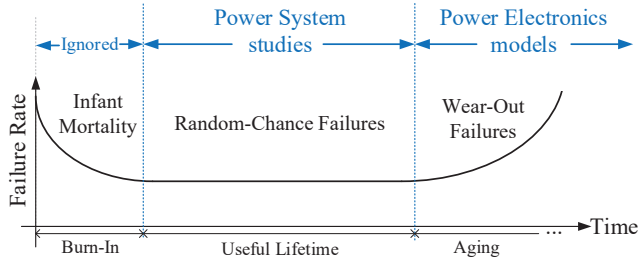 Ignored
Power System
studies
Power Electronics
models
Failure Rate
Infant
Mortality
Random-Chance Failures
Wear-Out
Failures
Time
Burn-In
Useful Lifetime
Aging
...